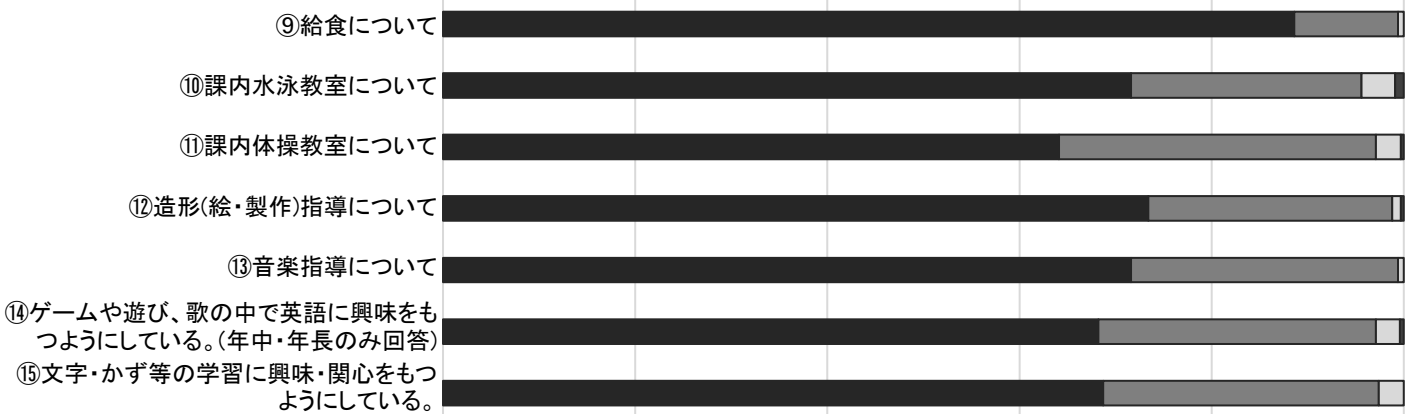 ⑨給食について
⑩課内水泳教室について
⑪課内体操教室について
⑫造形(絵・製作)指導について
⑬音楽指導について
⑭ゲームや遊び、歌の中で英語に興味をも
つようにしている。(年中・年長のみ回答)
⑮文字・かず等の学習に興味・関心をもつ
ようにしている。